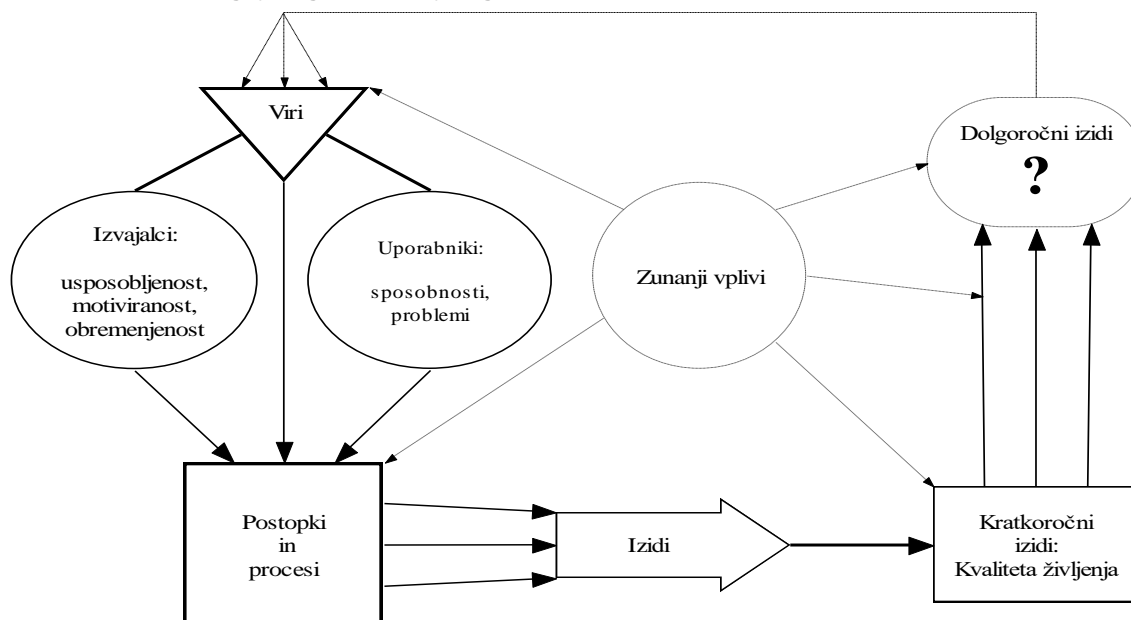 Viri
Dolgoročni izidi
?
Izvajalci:
usposobljenost,
motiviranost,
obremenjenost
Uporabniki:
sposobnosti,
problemi
Zunanji vplivi
Postopki
in
procesi
Izidi
Kratkoročni
izidi:
Kvaliteta življenja